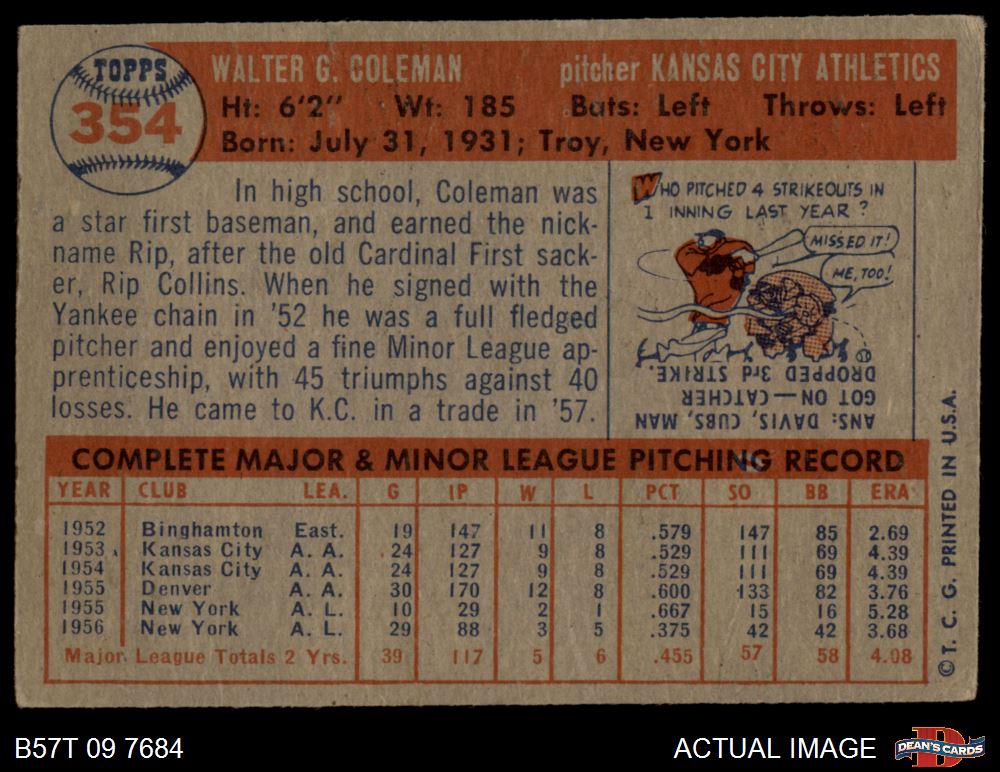 TOPPS
354
WALTER G. COLEMAN pitcher KANSAS CITY ATHLETICS
Ht: 6'2" Wt: 185 Bats: Left Throws: Left
Born: July 31, 1931; Troy, New York
In high school, Coleman was
a star first baseman, and earned the nick-
name Rip, after the old Cardinal First sack-
er, Rip Collins. When he signed with the
Yankee chain in '52 he was a full fledged
pitcher and enjoyed a fine Minor League ap-
prenticeship, with 45 triumphs against 40
losses. He came to K.C. in a trade in '57.
WHO PITCHED 4 STRIKEOUTS IN
1 INNING LAST YEAR?
MISSED IT!
ME, TOO!
ANS: DAVIS, CUBS, MAN
GOT ON—CATCHER
DROPPED 3rd STRIKE.
COMPLETE MAJOR & MINOR LEAGUE PITCHING RECORD
YEAR CLUB LEA. G IP W L PCT SO BB ERA
1952 Binghamton East. 19 147 11 8 .579 147 85 2.69
1953 Kansas City A. A. 24 127 9 8 .529 111 69 4.39
1954 Kansas City A. A. 24 127 9 8 .529 111 69 4.39
1955 Denver A. A. 30 170 12 8 .600 133 82 3.76
1955 New York A. L. 10 29 2 1 .667 15 16 5.28
1956 New York A. L. 29 88 3 5 .375 42 42 3.68
Major League Totals 2 Yrs. 39 117 5 6 .455 57 58 4.08
© T. C. G. PRINTED IN U.S.A.
B57T 09 7684 ACTUAL IMAGE
D
DEAN'S CARDS